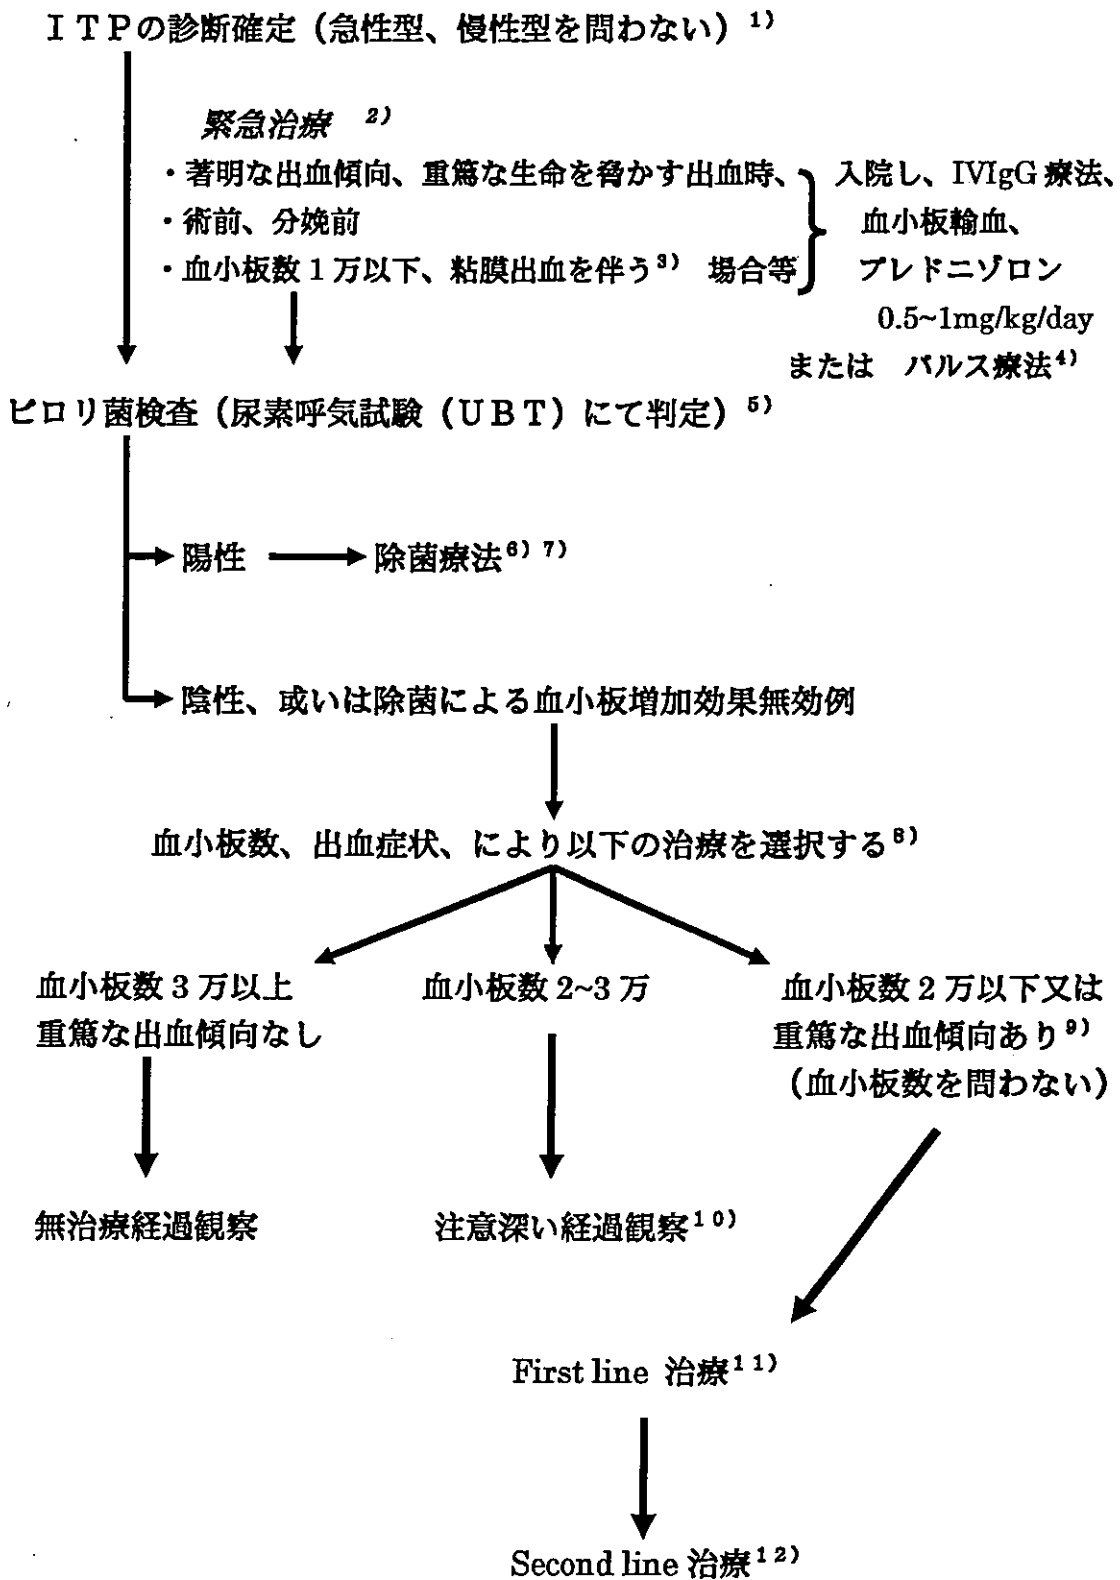 ＩＴＰの診断確定（急性型、慢性型を問わない）¹⁾
緊急治療 ²⁾
・著明な出血傾向、重篤な生命を脅かす出血時、
・術前、分娩前
・血小板数１万以下、粘膜出血を伴う³⁾ 場合等
入院し、IVIgG 療法、
血小板輸血、
プレドニゾロン
0.5~1mg/kg/day
または パルス療法⁴⁾
ピロリ菌検査（尿素呼気試験（ＵＢＴ）にて判定）⁵⁾
陽性
除菌療法⁶⁾ ⁷⁾
陰性、或いは除菌による血小板増加効果無効例
血小板数、出血症状、により以下の治療を選択する⁸⁾
血小板数３万以上
重篤な出血傾向なし
血小板数 2~3 万
血小板数 2 万以下又は
重篤な出血傾向あり⁹⁾
（血小板数を問わない）
無治療経過観察
注意深い経過観察¹⁰⁾
First line 治療¹¹⁾
Second line 治療¹²⁾